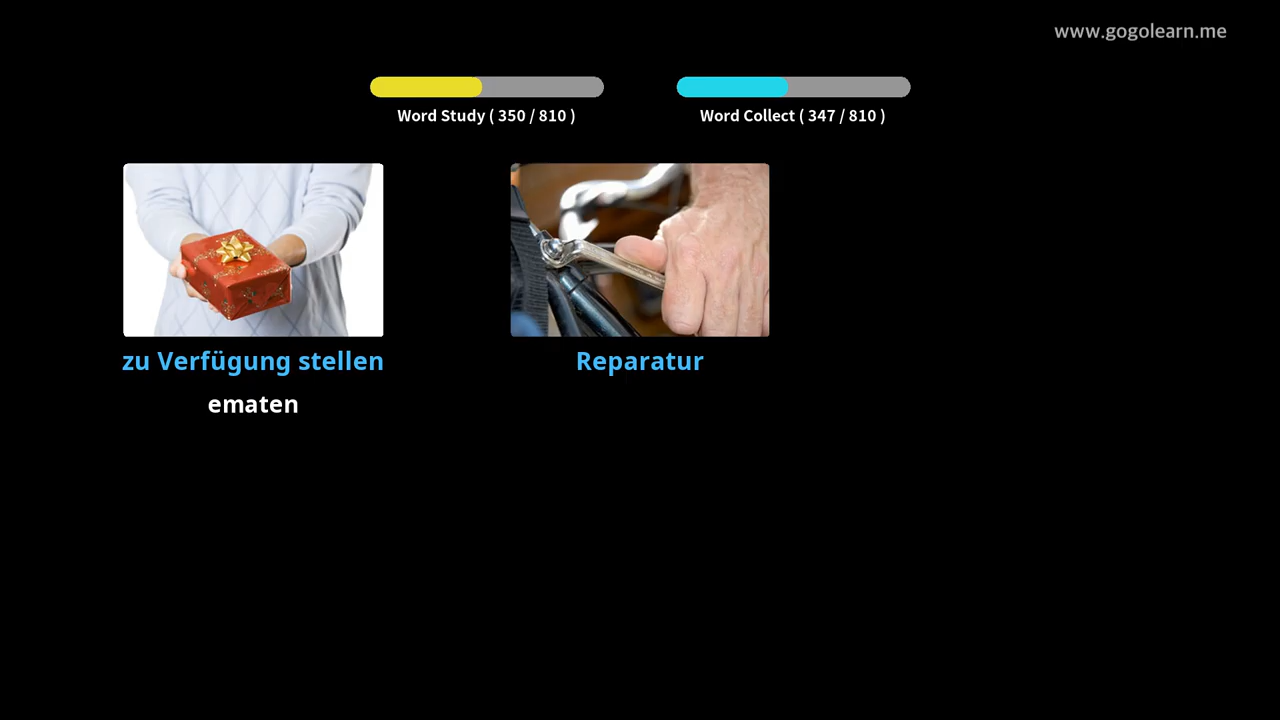 www.gogolearn.me
Word Study ( 350 / 810 )
Word Collect ( 347 / 810 )
zu Verfügung stellen
Reparatur
ematen